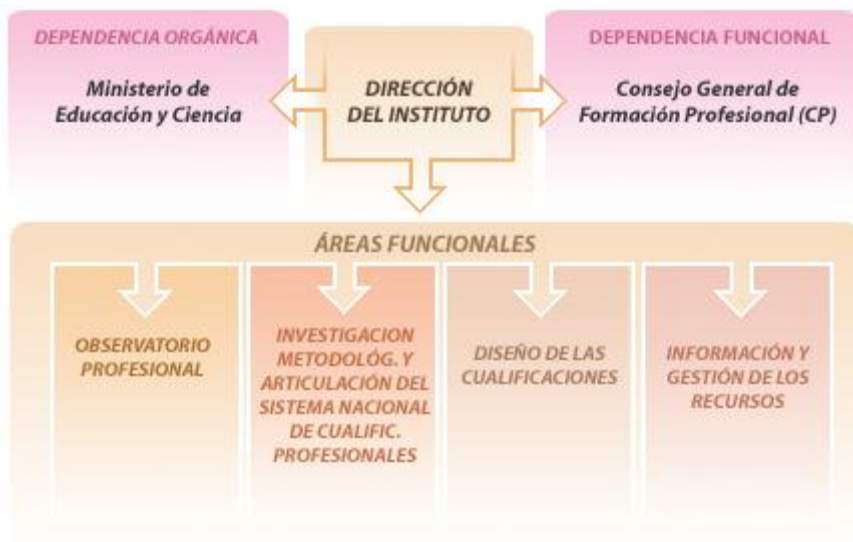 DEPENDENCIA ORGÁNICA
Ministerio de
Educación y Ciencia
DIRECCIÓN
DEL INSTITUTO
DEPENDENCIA FUNCIONAL
Consejo General de
Formación Profesional (CP)
ÁREAS FUNCIONALES
OBSERVATORIO
PROFESIONAL
INVESTIGACION
METODOLÓG. Y
ARTICULACIÓN DEL
SISTEMA NACIONAL
DE CUALIFIC.
PROFESIONALES
DISEÑO DE LAS
CUALIFICACIONES
INFORMACIÓN Y
GESTIÓN DE LOS
RECURSOS